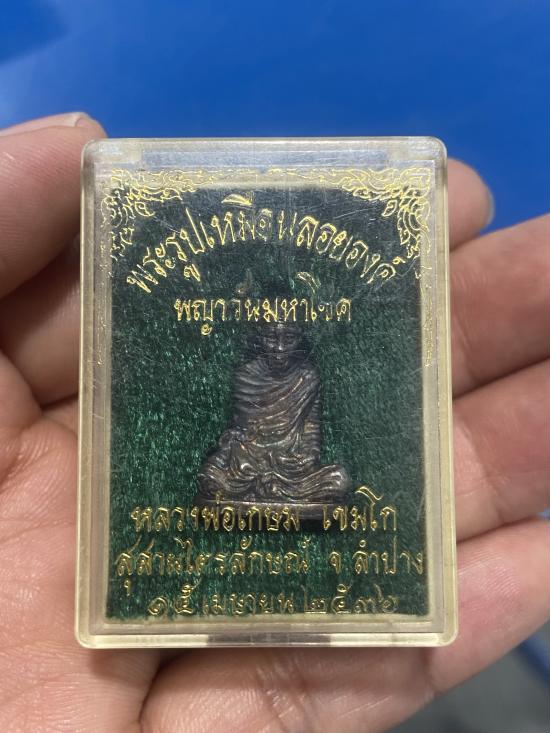 พระรูปเหมือนลอยองค์
พญาวันมหาโชค
หลวงพ่อเกษม เขมโก
สุสานไตรลักษณ์ จ.ลำปาง
๑๕ เมษายน ๒๕๓๖